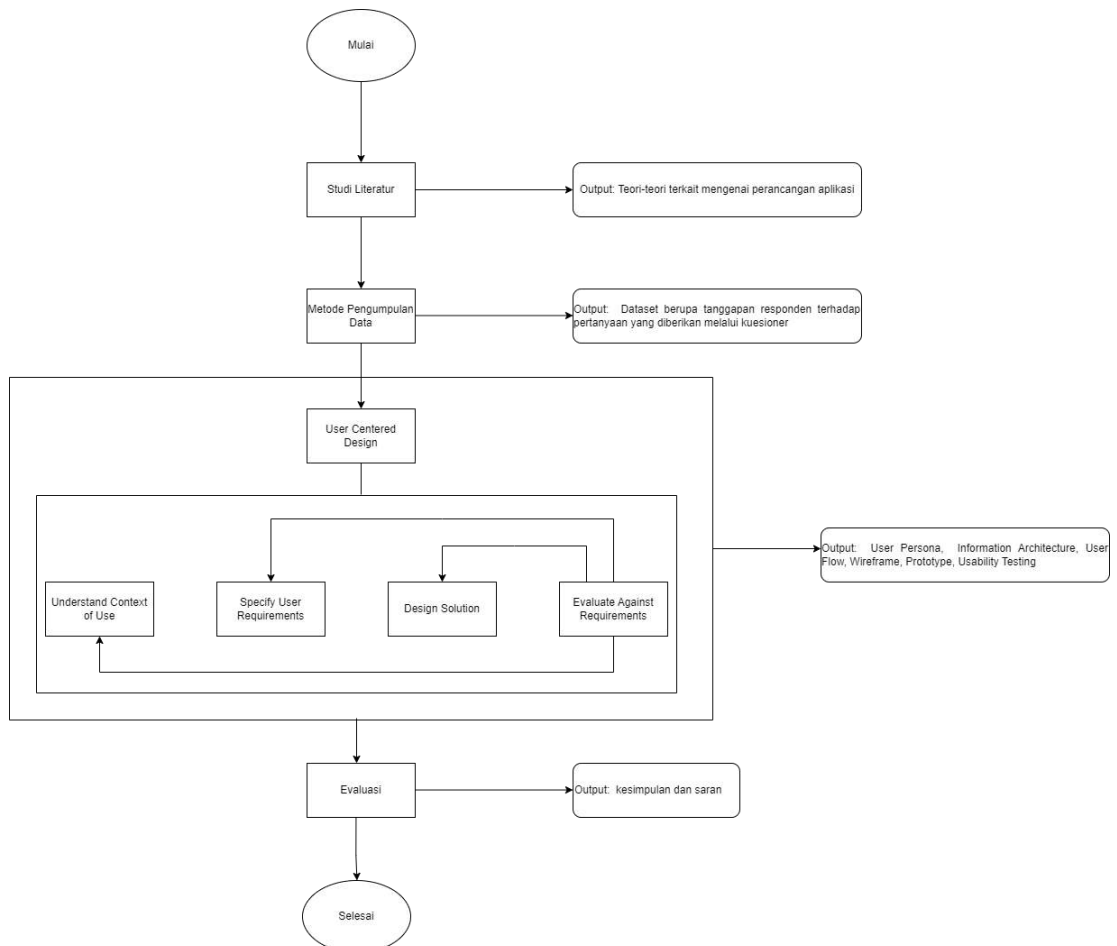 Mulai
Studi Literatur
Output: Teori-teori terkait mengenai perancangan aplikasi
Metode Pengumpulan
Data
Output: Dataset berupa tanggapan responden terhadap
pertanyaan yang diberikan melalui kuesioner
User Centered
Design
Understand Context
of Use
Specify User
Requirements
Design Solution
Evaluate Against
Requirements
Output: User Persona, Information Architecture, User
Flow, Wireframe, Prototype, Usability Testing
Evaluasi
Output: kesimpulan dan saran
Selesai